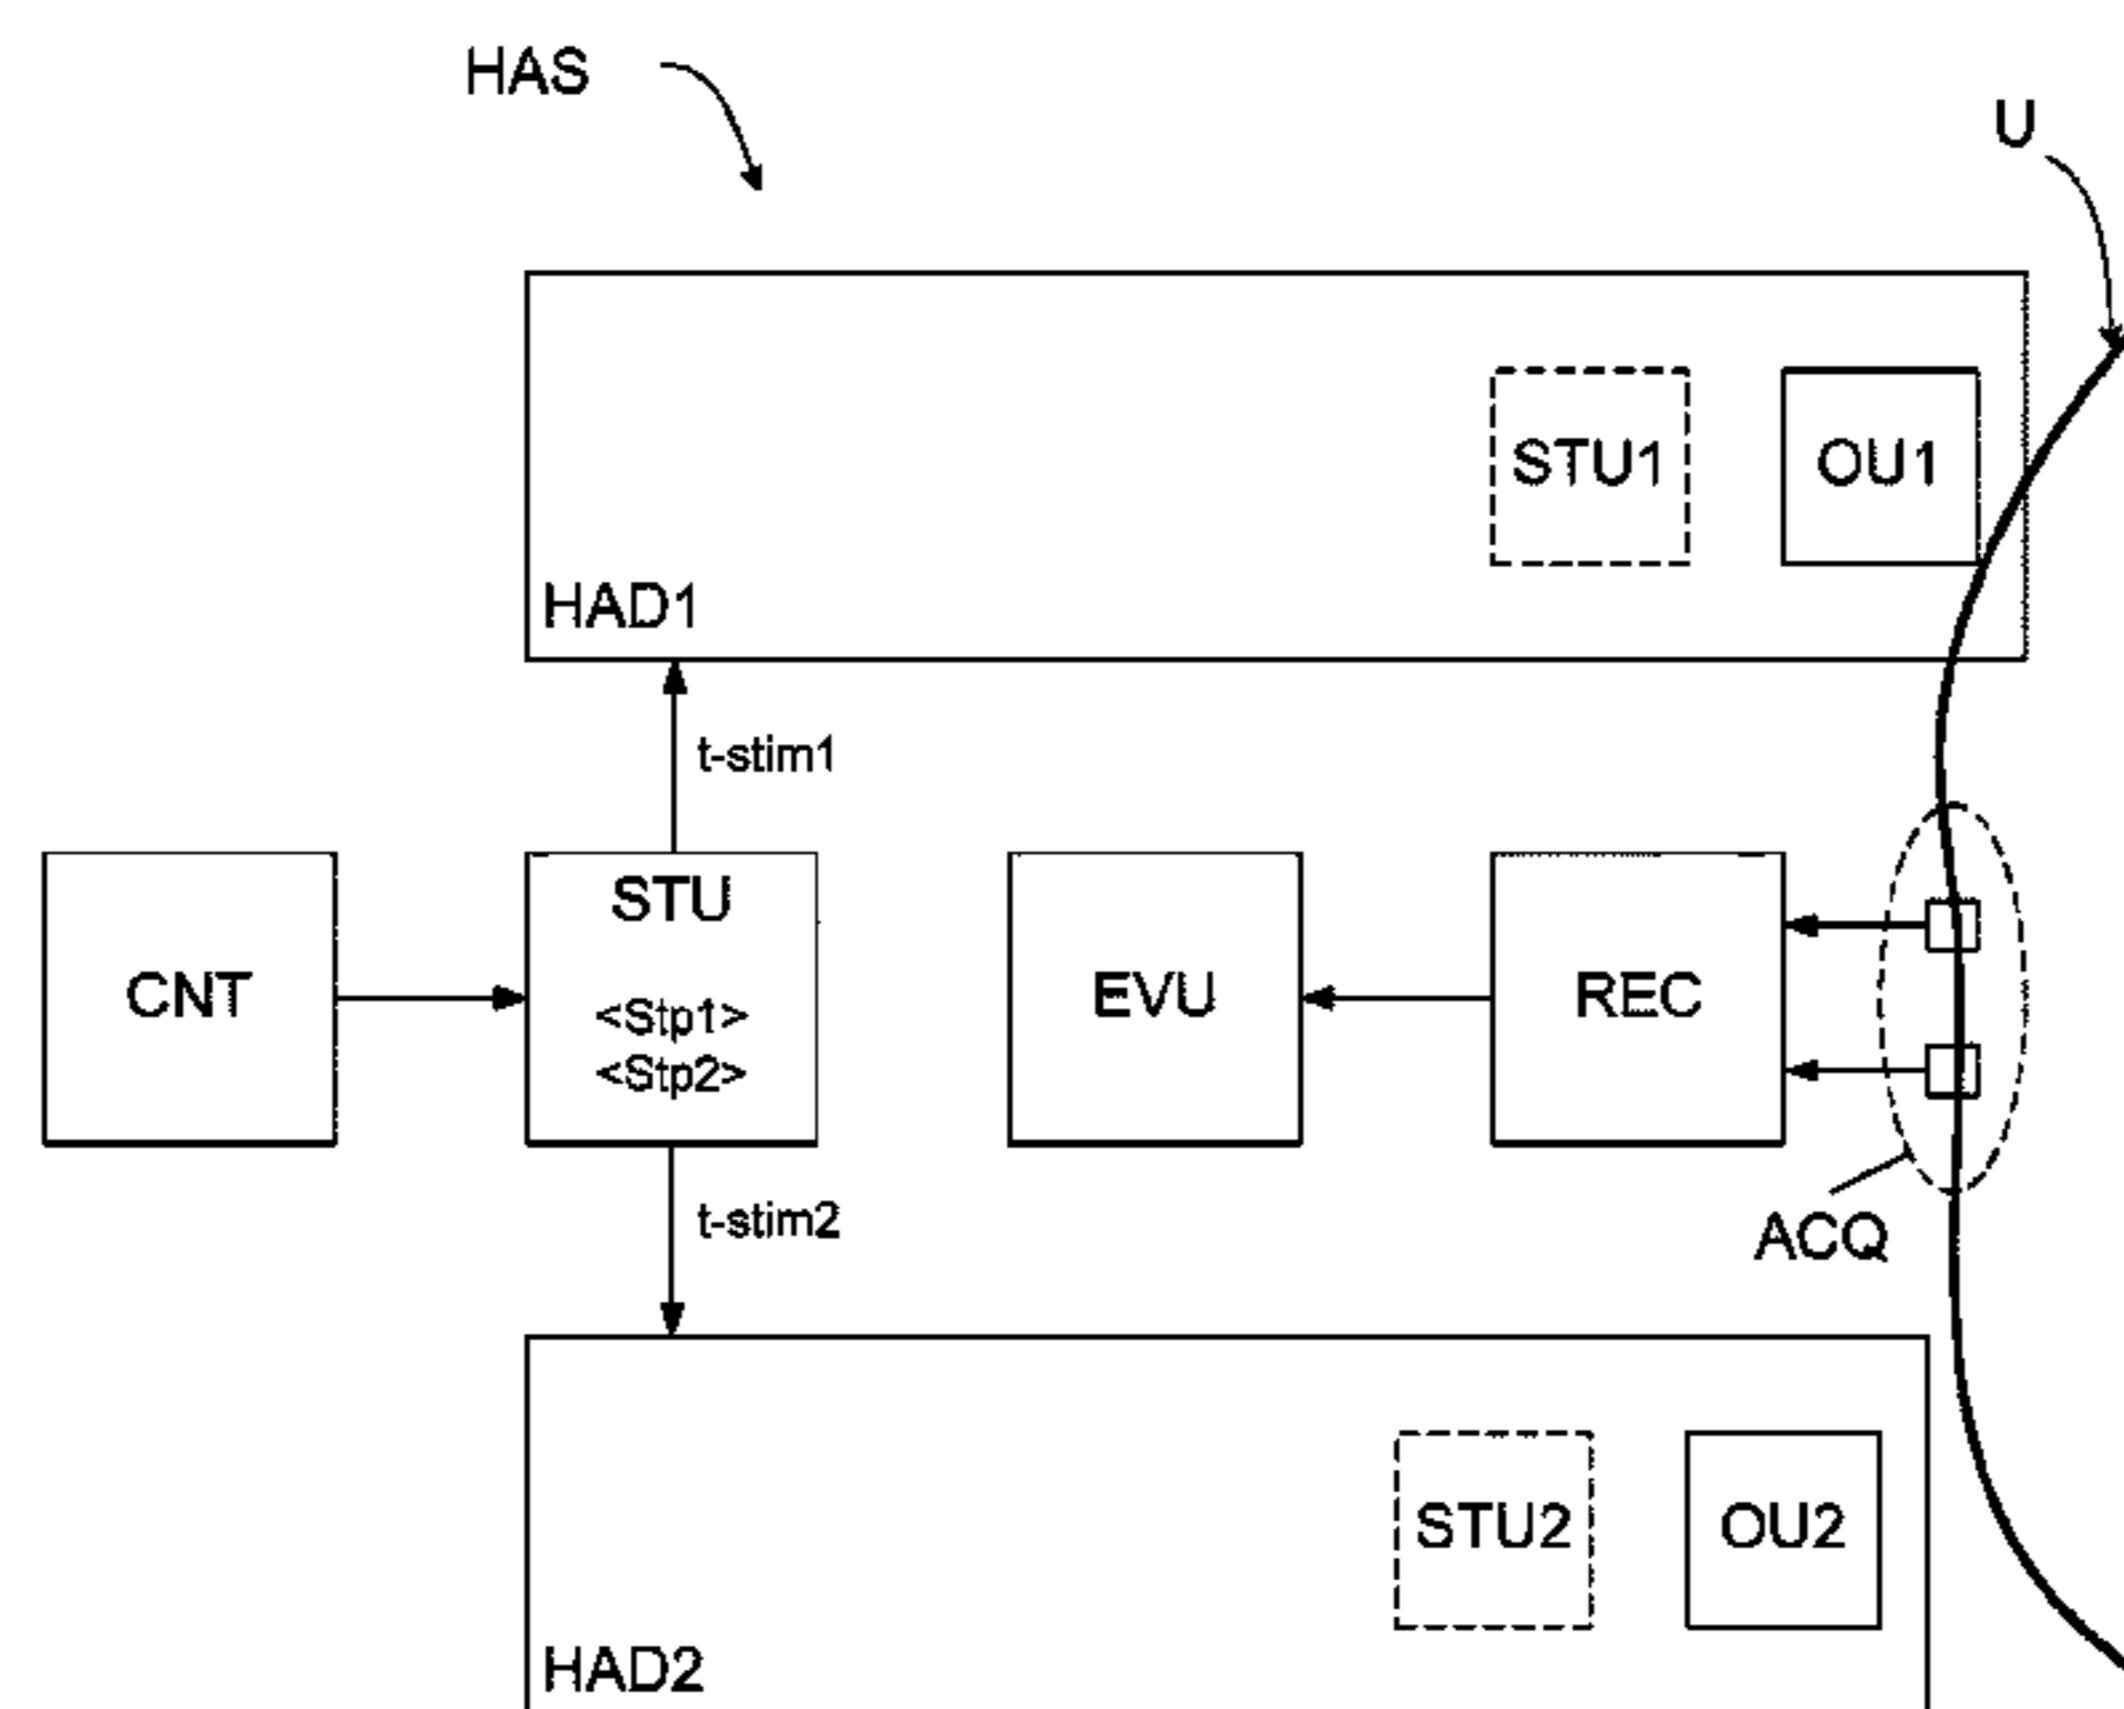 HAS
U
STU1
OU1
HAD1
t-stim1
CNT
STU
<Stp1>
<Stp2>
EVU
REC
ACQ
t-stim2
STU2
OU2
HAD2